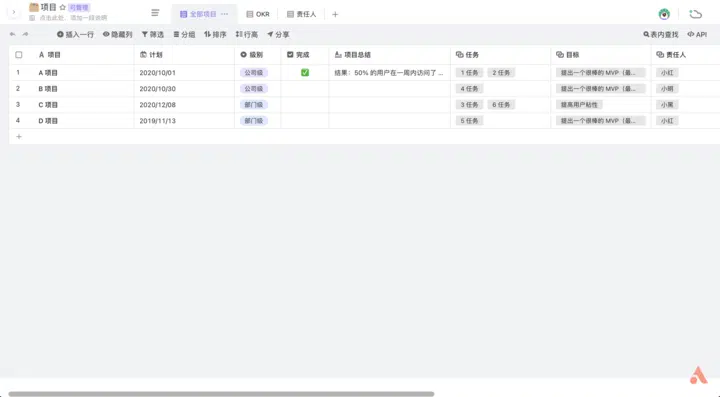 项目 可管理
点击此处，添加一段说明
全部项目 ··· OKR 责任人 +
插入一行 隐藏列 筛选 分组 排序 行高 分享 表内查找 API
项目 计划 级别 完成 项目总结 任务 目标 责任人
1 A 项目 2020/10/01 公司级 结果：50% 的用户在一周内访问了 ... 1 任务 2 任务 提出一个很棒的 MVP（最... 小红
2 B 项目 2020/10/30 公司级 4 任务 提出一个很棒的 MVP（最... 小明
3 C 项目 2020/12/08 部门级 3 任务 6 任务 提高用户粘性 小黑
4 D 项目 2019/11/13 部门级 5 任务 提出一个很棒的 MVP（最... 小红
+